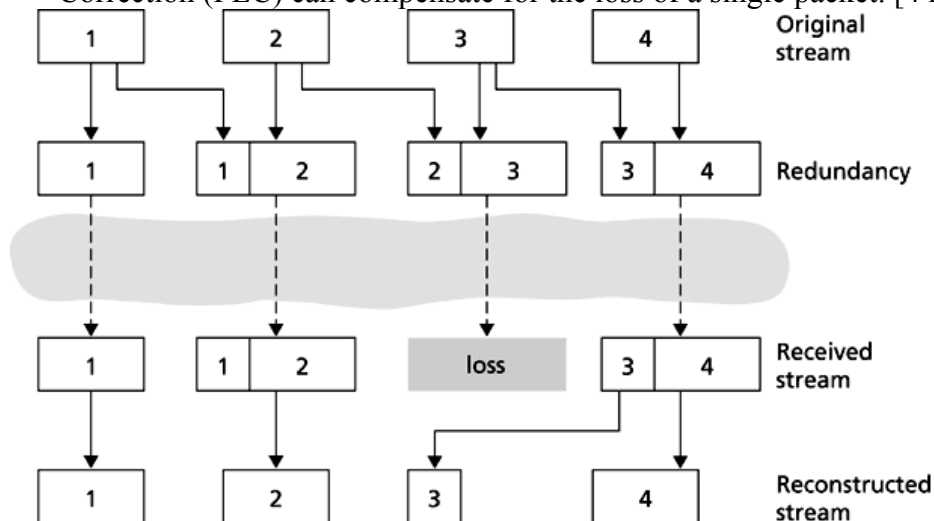 Correction (FEC) can compensate for the loss of a single packet. [4
1 2 3 4 Original
stream
1 1 2 2 3 3 4 Redundancy
1 1 2 loss 3 4 Received
stream
1 2 3 4 Reconstructed
stream